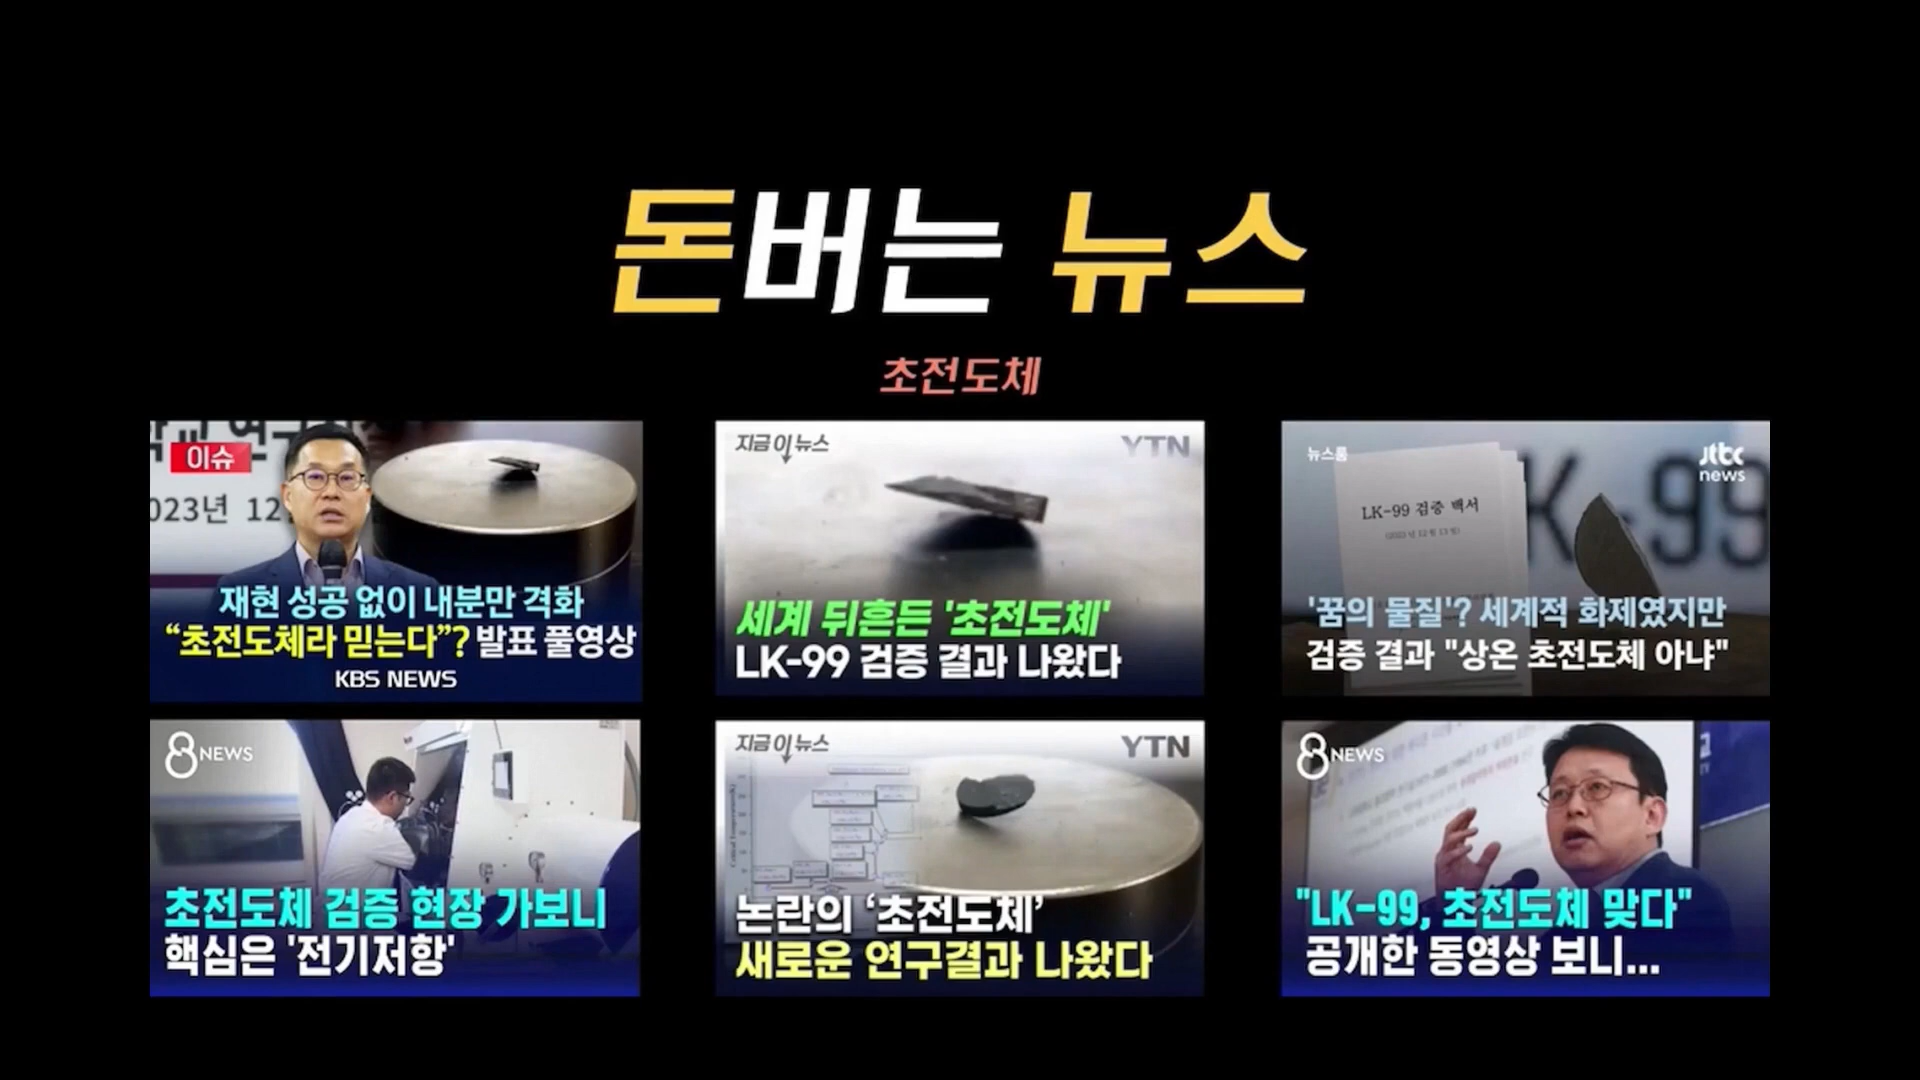 돈버는 뉴스
초전도체
이슈
023년 12
재현 성공 없이 내분만 격화
“초전도체라 믿는다”? 발표 풀영상
KBS NEWS
지금 이 뉴스
YTN
세계 뒤흔든 '초전도체'
LK-99 검증 결과 나왔다
뉴스룸
jtbc
news
LK-99 검증 백서
K-99
'꿈의 물질'? 세계적 화제였지만
검증 결과 "상온 초전도체 아냐"
8 NEWS
초전도체 검증 현장 가보니
핵심은 '전기저항'
지금 이 뉴스
YTN
논란의 ‘초전도체’
새로운 연구결과 나왔다
8 NEWS
"LK-99, 초전도체 맞다"
공개한 동영상 보니...